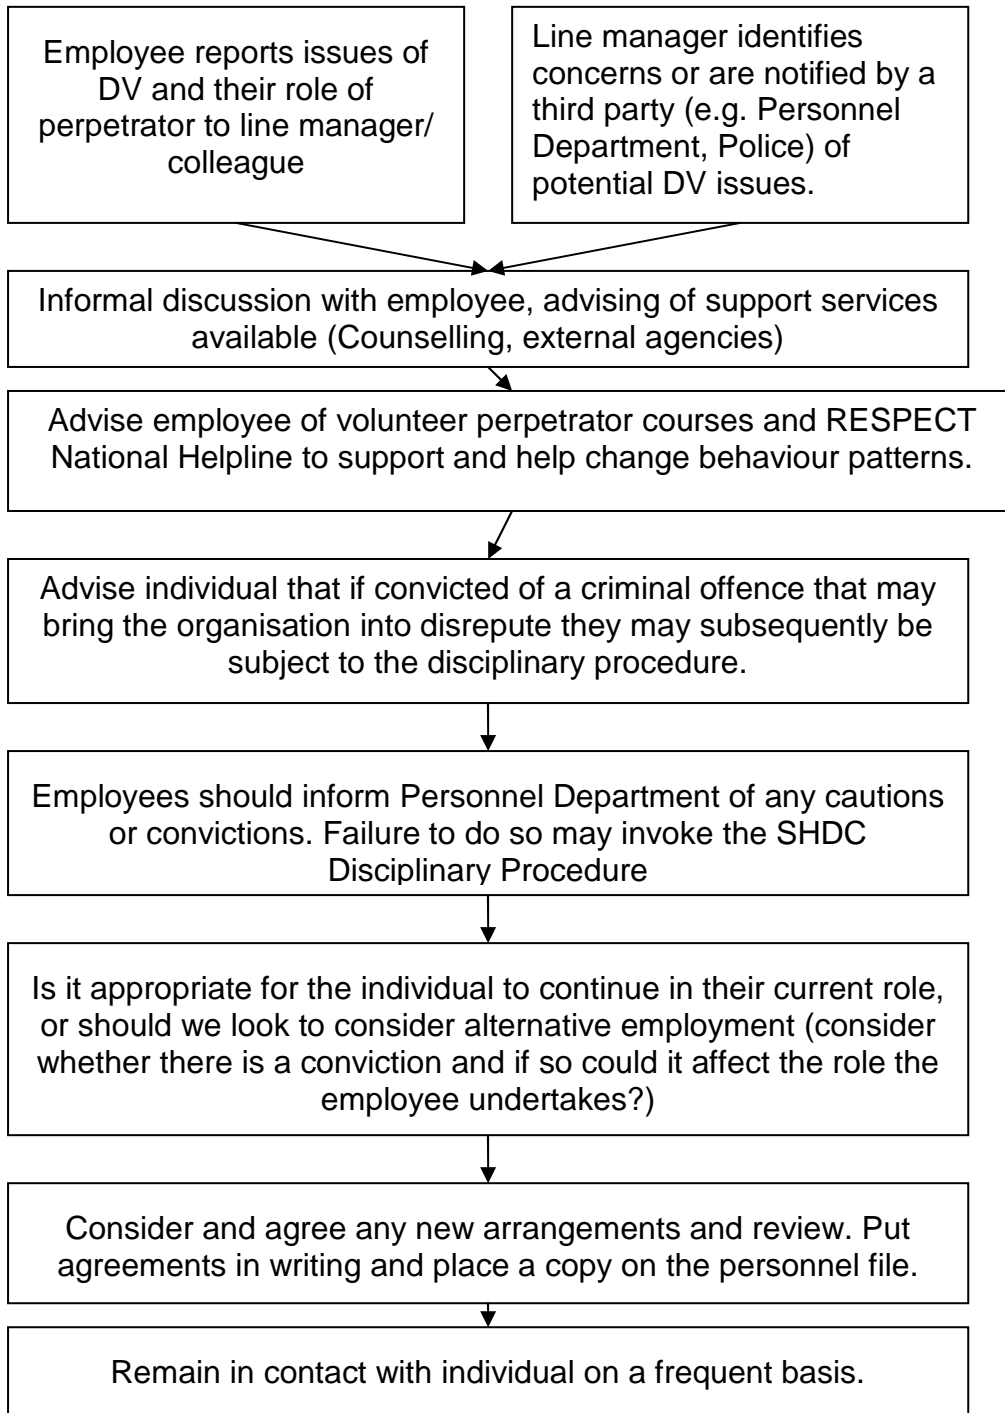 Employee reports issues of
DV and their role of
perpetrator to line manager/
colleague
Line manager identifies
concerns or are notified by a
third party (e.g. Personnel
Department, Police) of
potential DV issues.
Informal discussion with employee, advising of support services
available (Counselling, external agencies)
Advise employee of volunteer perpetrator courses and RESPECT
National Helpline to support and help change behaviour patterns.
Advise individual that if convicted of a criminal offence that may
bring the organisation into disrepute they may subsequently be
subject to the disciplinary procedure.
Employees should inform Personnel Department of any cautions
or convictions. Failure to do so may invoke the SHDC
Disciplinary Procedure
Is it appropriate for the individual to continue in their current role,
or should we look to consider alternative employment (consider
whether there is a conviction and if so could it affect the role the
employee undertakes?)
Consider and agree any new arrangements and review. Put
agreements in writing and place a copy on the personnel file.
Remain in contact with individual on a frequent basis.